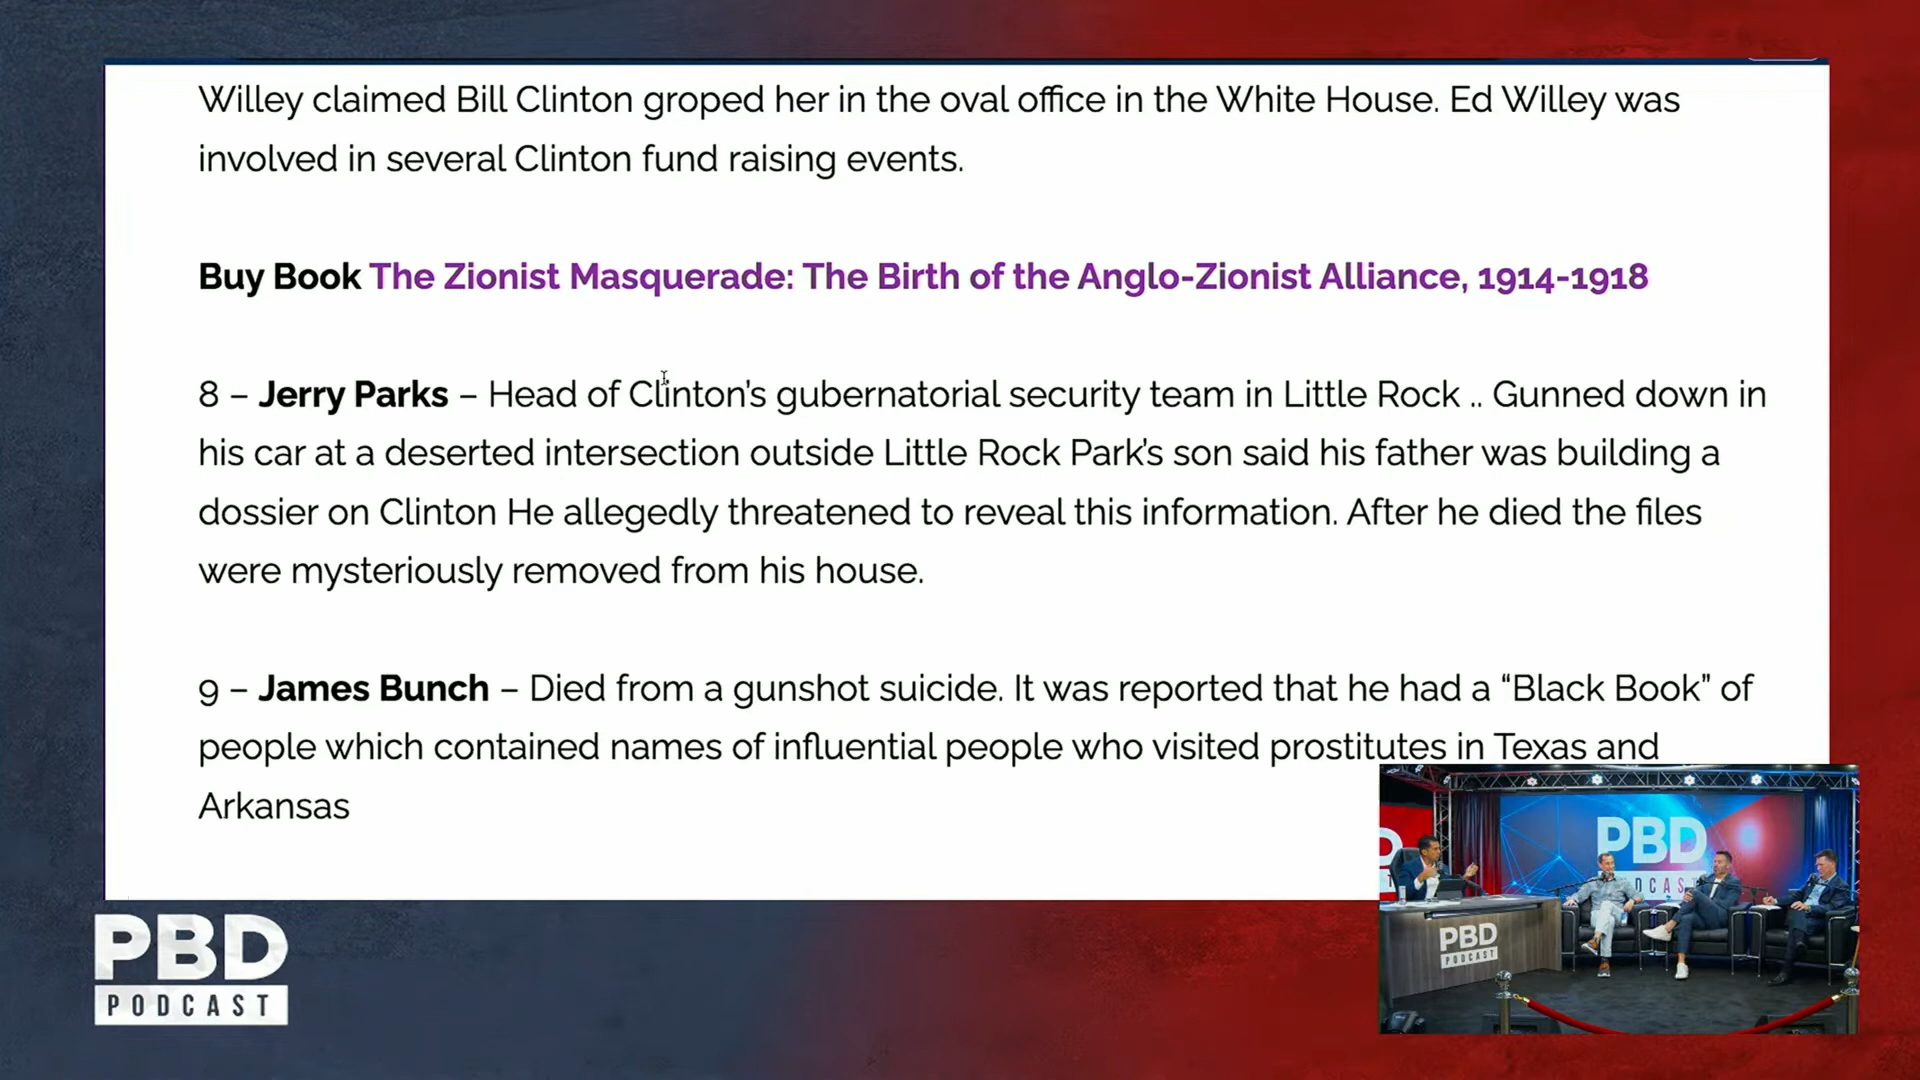 Willey claimed Bill Clinton groped her in the oval office in the White House. Ed Willey was
involved in several Clinton fund raising events.
Buy Book The Zionist Masquerade: The Birth of the Anglo-Zionist Alliance, 1914-1918
8 – Jerry Parks – Head of Clinton's gubernatorial security team in Little Rock .. Gunned down in
his car at a deserted intersection outside Little Rock Park's son said his father was building a
dossier on Clinton He allegedly threatened to reveal this information. After he died the files
were mysteriously removed from his house.
9 – James Bunch – Died from a gunshot suicide. It was reported that he had a “Black Book” of
people which contained names of influential people who visited prostitutes in Texas and
Arkansas
PBD
PODCAST
PBD
PBD
PODCAST